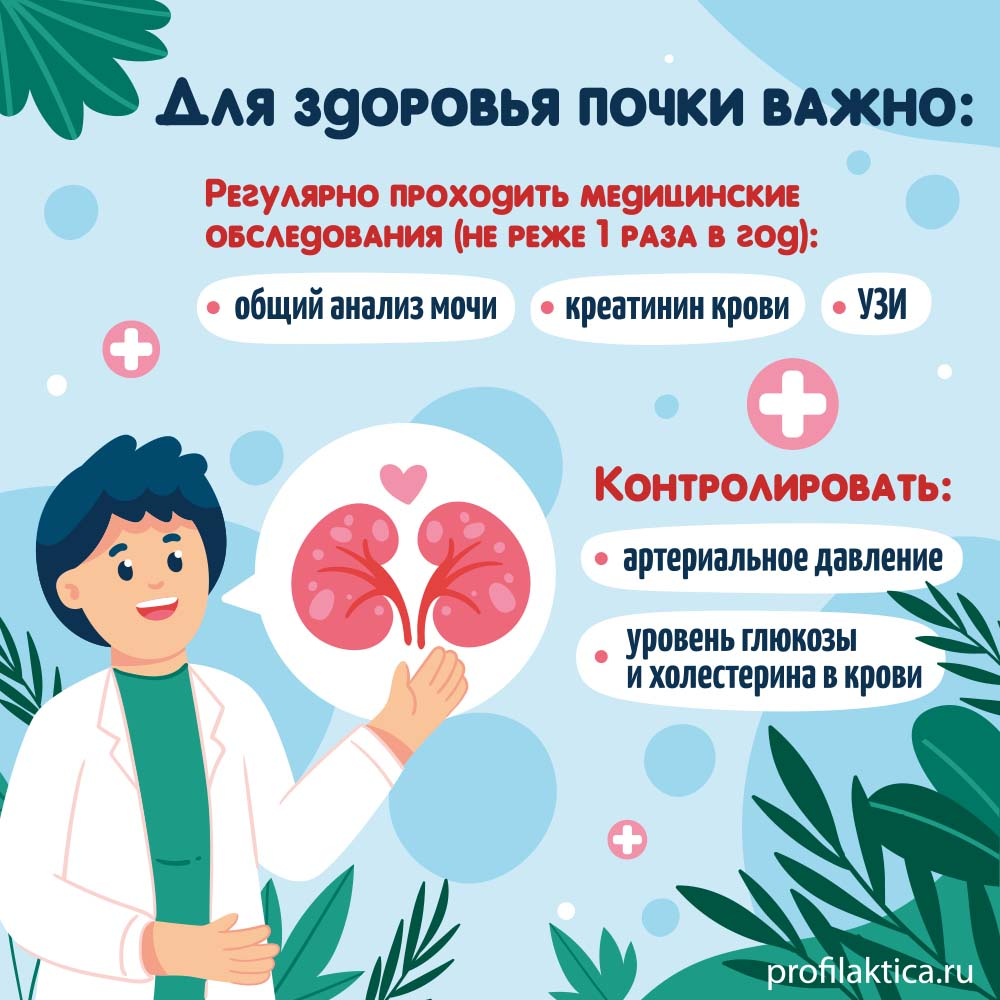 Для здоровья почки важно:
Регулярно проходить медицинские
обследования (не реже 1 раза в год):
• общий анализ мочи
• креатинин крови
• УЗИ
Контролировать:
• артериальное давление
• уровень глюкозы
и холестерина в крови
profilaktica.ru